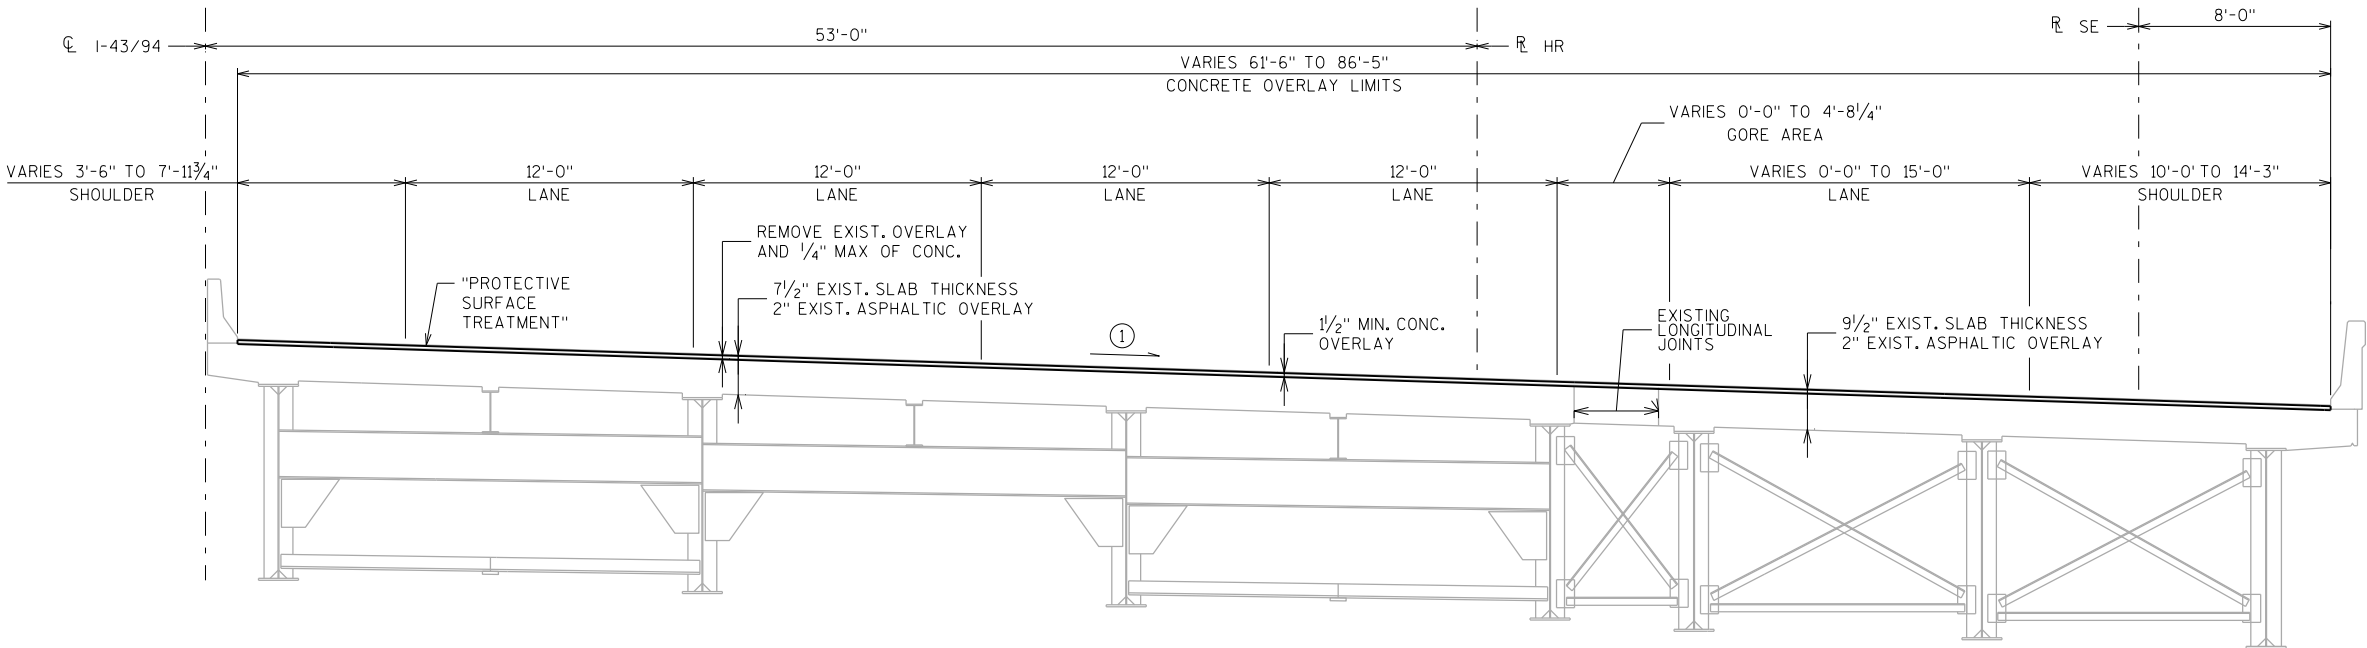 8'-0"
℞ SE
53'-0"
℄ I-43/94
℞ HR
VARIES 61'-6" TO 86'-5"
CONCRETE OVERLAY LIMITS
VARIES 0'-0" TO 4'-8¼"
GORE AREA
VARIES 3'-6" TO 7'-11¾"
SHOULDER
12'-0"
LANE
12'-0"
LANE
12'-0"
LANE
12'-0"
LANE
VARIES 0'-0" TO 15'-0"
LANE
VARIES 10'-0' TO 14'-3"
SHOULDER
REMOVE EXIST. OVERLAY
AND ¼" MAX OF CONC.
"PROTECTIVE
SURFACE
TREATMENT"
7½" EXIST. SLAB THICKNESS
2" EXIST. ASPHALTIC OVERLAY
1
1½" MIN. CONC.
OVERLAY
EXISTING
LONGITUDINAL
JOINTS
9½" EXIST. SLAB THICKNESS
2" EXIST. ASPHALTIC OVERLAY